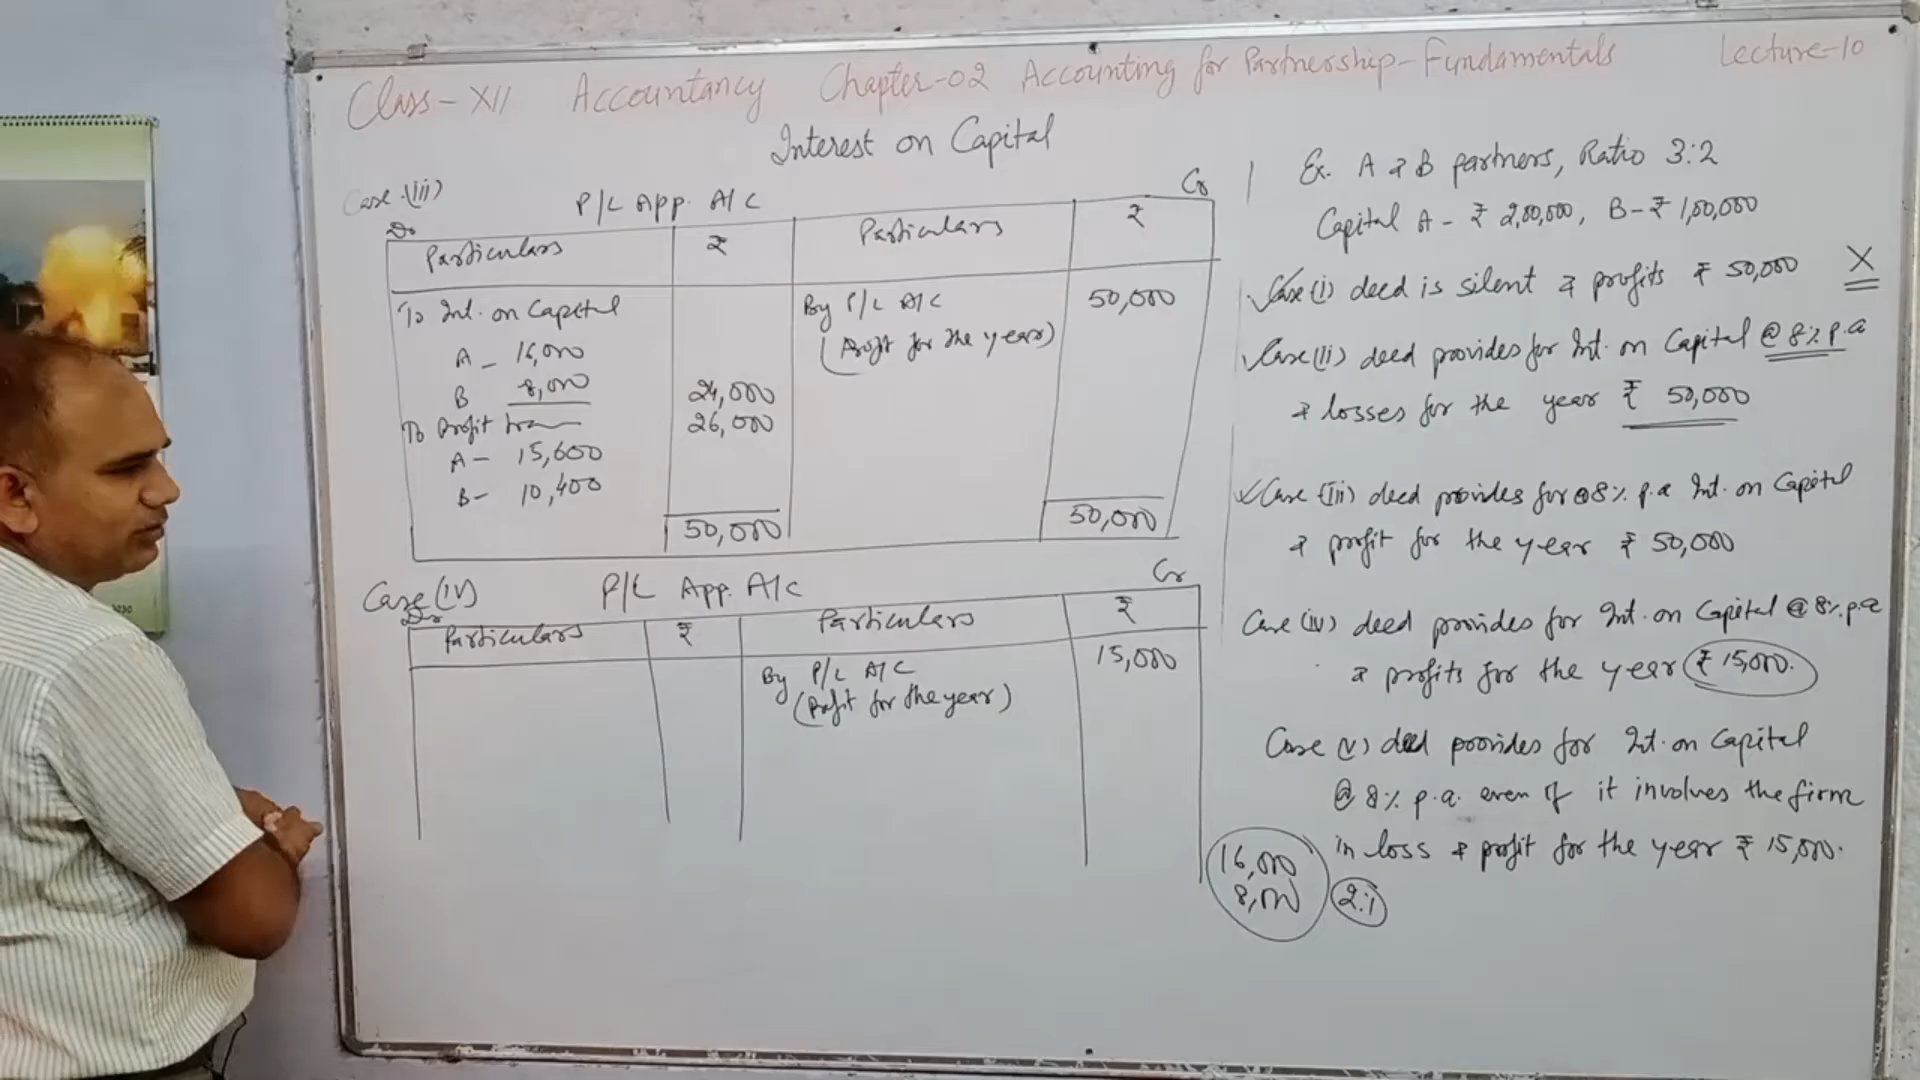 Class-XII Accountancy Chapter-02 Accounting for Partnership-Fundamentals Lecture-10
Interest on Capital
Case (iii) P/L App. A/C
Dr Cr
Particulars ₹ Particulars ₹
To Int. on Capital By P/L A/C 50,000
(Profit for the year)
A - 16,000
B 8,000 24,000
To Profit 26,000
A- 15,600
B- 10,400
50,000 50,000
Case (iv) P/L App. A/C
Dr Cr
Particulars ₹ Particulars ₹
By P/L A/C 15,000
(Profit for the year)
Ex. A & B partners, Ratio 3:2
Capital A - ₹ 2,00,000, B - ₹ 1,00,000
Case (i) deed is silent & profits ₹ 50,000 X
Case (ii) deed provides for Int. on Capital @ 8% p.a
& losses for the year ₹ 50,000
Case (iii) deed provides for @ 8% p.a Int. on Capital
& profit for the year ₹ 50,000
Case (iv) deed provides for Int. on Capital @ 8% p.a
& profits for the year ₹ 15,000.
Case (v) deed provides for Int. on Capital
@ 8% p.a. even if it involves the firm
in loss & profit for the year ₹ 15,000.
16,000
8,000 2:1